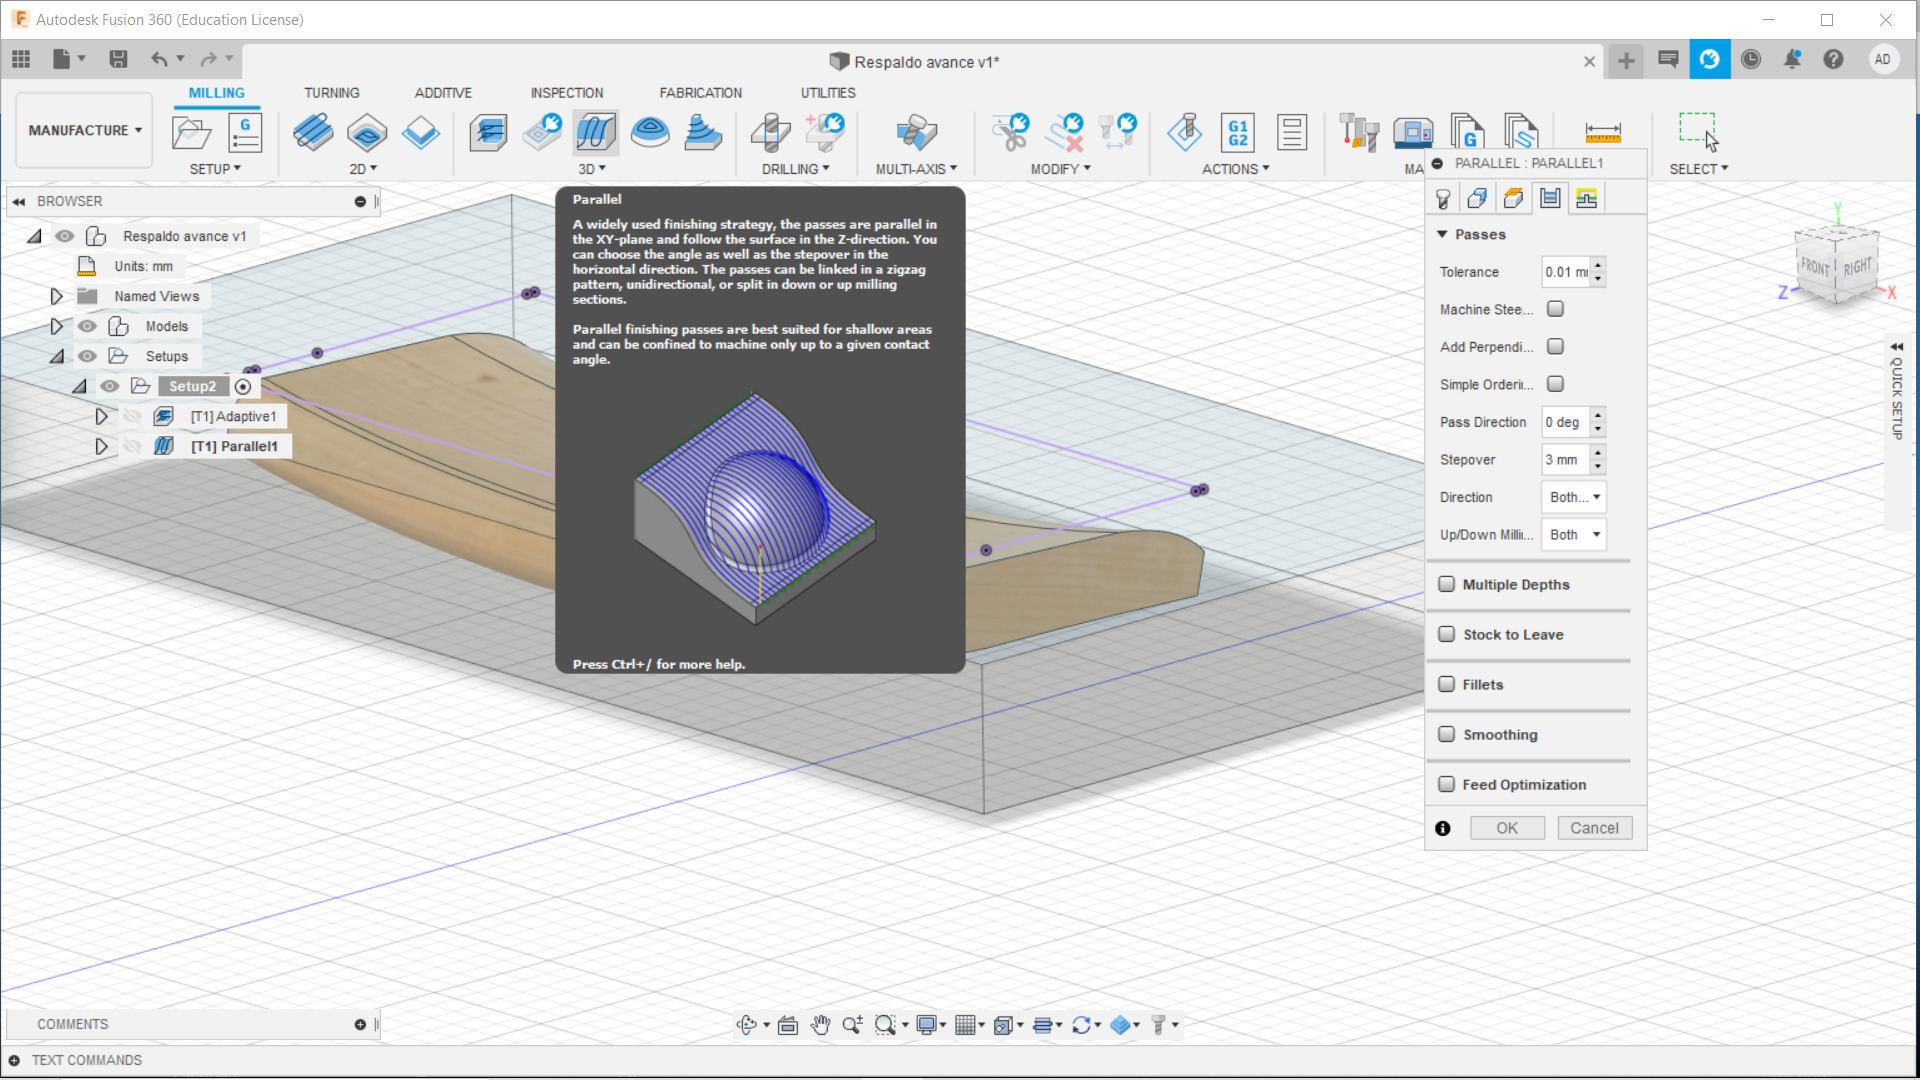 Autodesk Fusion 360 (Education License)
Respaldo avance v1*
AD
MILLING
TURNING
ADDITIVE
INSPECTION
FABRICATION
UTILITIES
MANUFACTURE
G
G1
G2
G
SETUP
2D
3D
DRILLING
MULTI-AXIS
MODIFY
ACTIONS
MA
SELECT
BROWSER
Respaldo avance v1
Units: mm
Named Views
Models
Setups
Setup2
[T1] Adaptive1
[T1] Parallel1
Parallel
A widely used finishing strategy, the passes are parallel in
the XY-plane and follow the surface in the Z-direction. You
can choose the angle as well as the stepover in the
horizontal direction. The passes can be linked in a zigzag
pattern, unidirectional, or split in down or up milling
sections.
Parallel finishing passes are best suited for shallow areas
and can be confined to machine only up to a given contact
angle.
Press Ctrl+/ for more help.
PARALLEL : PARALLEL1
Passes
Tolerance 0.01 m
Machine Stee...
Add Perpendi...
Simple Orderi...
Pass Direction 0 deg
Stepover 3 mm
Direction Both...
Up/Down Milli... Both
Multiple Depths
Stock to Leave
Fillets
Smoothing
Feed Optimization
OK Cancel
Y
FRONT RIGHT
Z X
QUICK SETUP
COMMENTS
TEXT COMMANDS